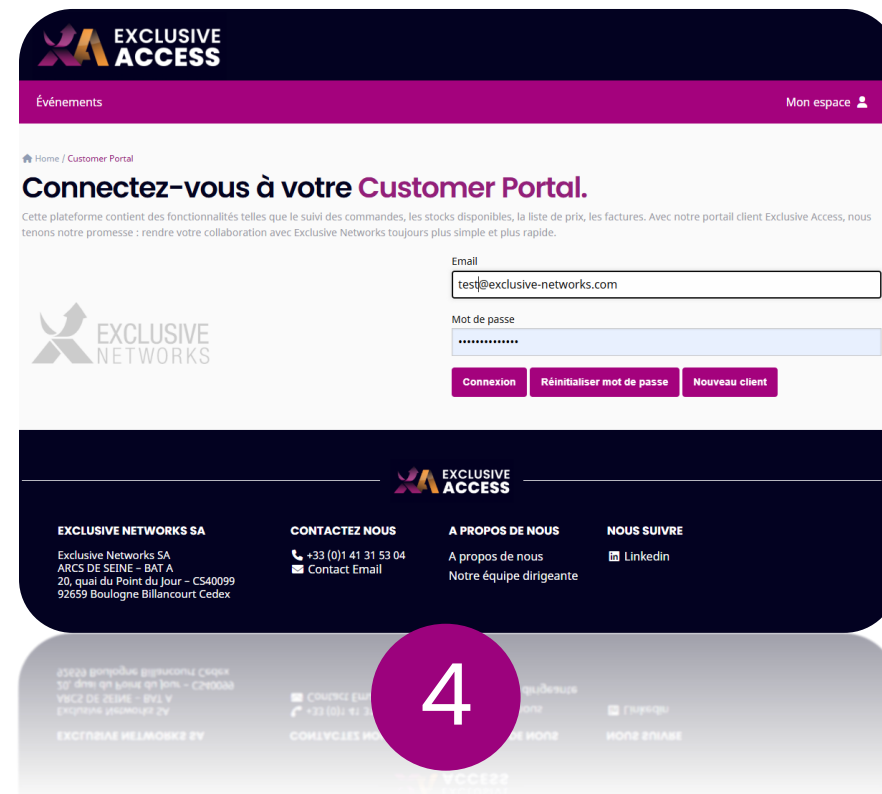 EXCLUSIVE
ACCESS
Événements
Mon espace
Home / Customer Portal
Connectez-vous à votre Customer Portal.
Cette plateforme contient des fonctionnalités telles que le suivi des commandes, les stocks disponibles, la liste de prix, les factures. Avec notre portail client Exclusive Access, nous
tenons notre promesse : rendre votre collaboration avec Exclusive Networks toujours plus simple et plus rapide.
EXCLUSIVE
NETWORKS
Email
test@exclusive-networks.com
Mot de passe
••••••••••••••
Connexion
Réinitialiser mot de passe
Nouveau client
EXCLUSIVE
ACCESS
EXCLUSIVE NETWORKS SA
Exclusive Networks SA
ARCS DE SEINE – BAT A
20, quai du Point du Jour – CS40099
92659 Boulogne Billancourt Cedex
CONTACTEZ NOUS
+33 (0)1 41 31 53 04
Contact Email
A PROPOS DE NOUS
A propos de nous
Notre équipe dirigeante
NOUS SUIVRE
Linkedin
4